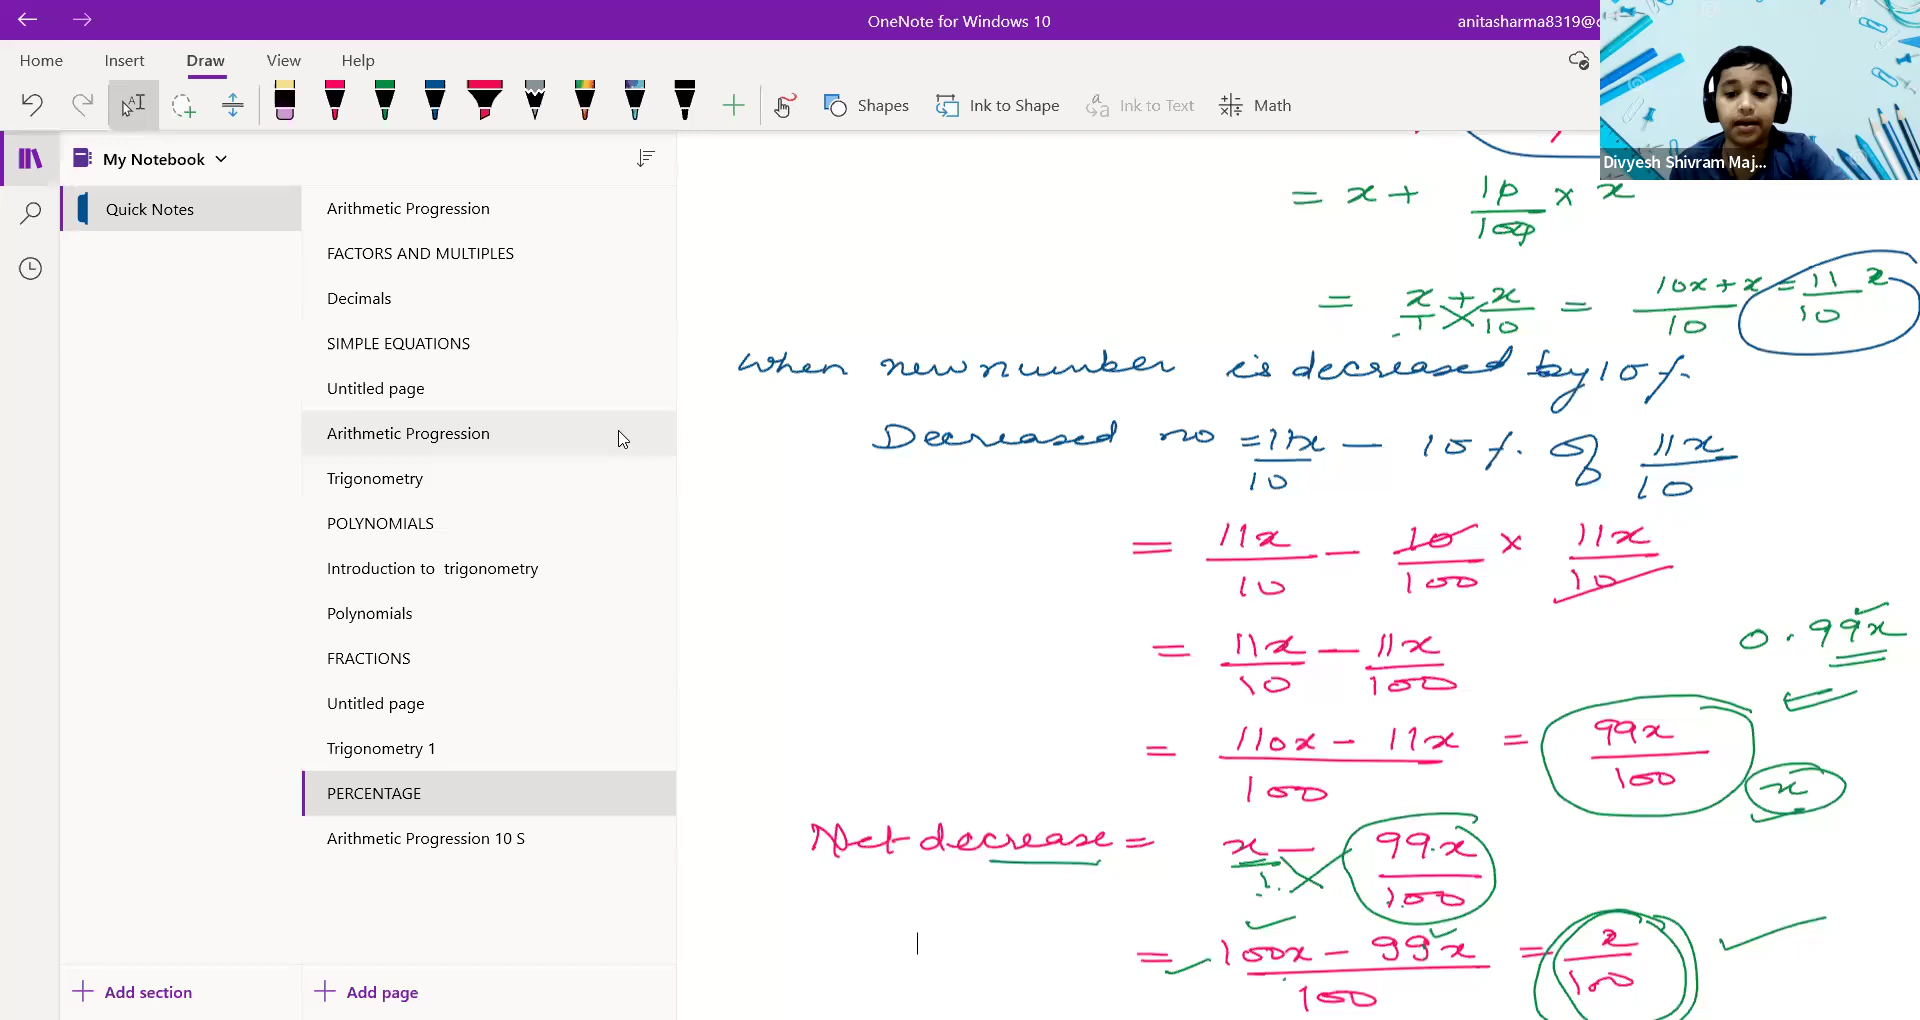 OneNote for Windows 10
anitasharma8319@
Home Insert Draw View Help
Shapes Ink to Shape Ink to Text Math
Divyesh Shivram Maj...
My Notebook
Quick Notes
Arithmetic Progression
FACTORS AND MULTIPLES
Decimals
SIMPLE EQUATIONS
Untitled page
Arithmetic Progression
Trigonometry
POLYNOMIALS
Introduction to trigonometry
Polynomials
FRACTIONS
Untitled page
Trigonometry 1
PERCENTAGE
Arithmetic Progression 10 S
Add section Add page
= x + 10/100 × x
= x/1 + x/10 = 10x + x/10 = 11x/10
When new number is decreased by 10 %.
Decreased no = 11x/10 - 10 %. of 11x/10
= 11x/10 - 10/100 × 11x/10
= 11x/10 - 11x/100
0.99x
= 110x - 11x/100 = 99x/100
x
Net decrease = x/1 - 99x/100
= 100x - 99x/100 = x/100